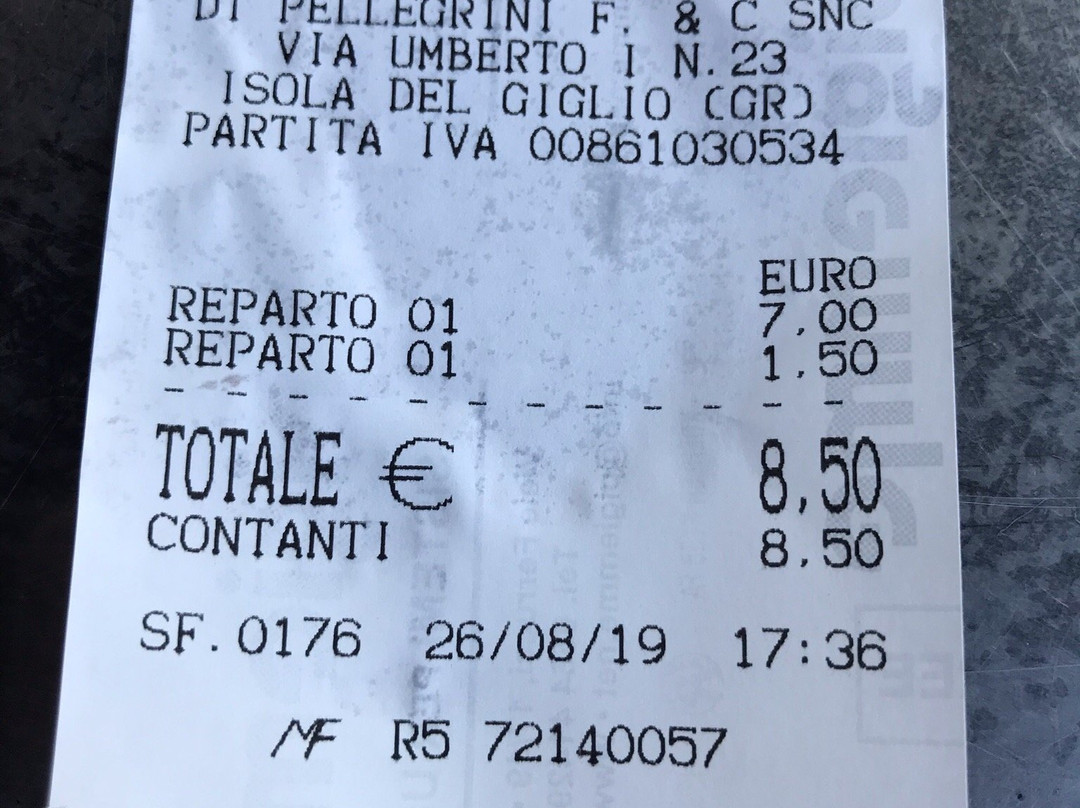 DI PELLEGRINI F. & C SNC
VIA UMBERTO I N.23
ISOLA DEL GIGLIO (GR)
PARTITA IVA 00861030534
EURO
REPARTO 01 7,00
REPARTO 01 1,50
TOTALE € 8,50
CONTANTI 8,50
SF.0176 26/08/19 17:36
MF R5 72140057